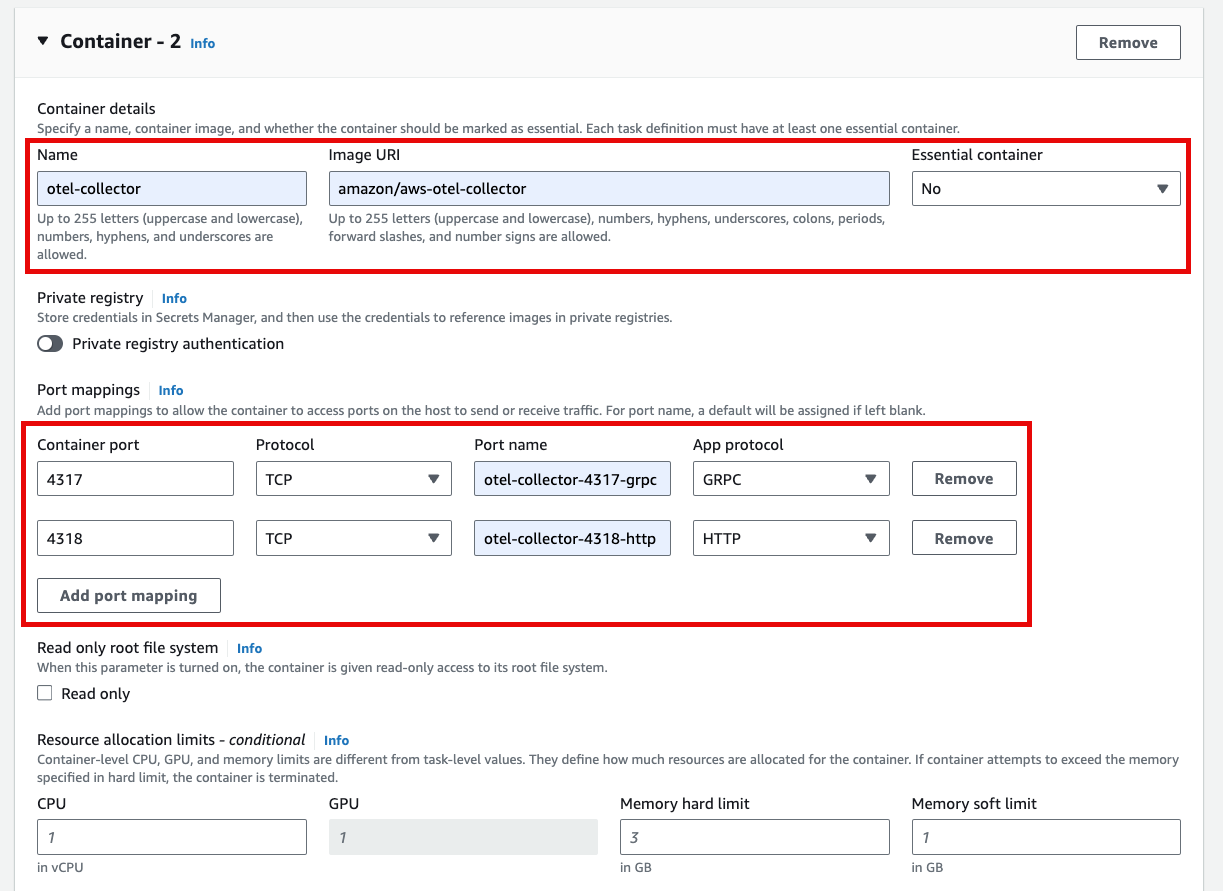 Container - 2 Info
Remove
Container details
Specify a name, container image, and whether the container should be marked as essential. Each task definition must have at least one essential container.
Name
Image URI
Essential container
otel-collector
amazon/aws-otel-collector
No
Up to 255 letters (uppercase and lowercase),
numbers, hyphens, and underscores are
allowed.
Up to 255 letters (uppercase and lowercase), numbers, hyphens, underscores, colons, periods,
forward slashes, and number signs are allowed.
Private registry Info
Store credentials in Secrets Manager, and then use the credentials to reference images in private registries.
Private registry authentication
Port mappings Info
Add port mappings to allow the container to access ports on the host to send or receive traffic. For port name, a default will be assigned if left blank.
Container port
Protocol
Port name
App protocol
4317
TCP
otel-collector-4317-grpc
GRPC
Remove
4318
TCP
otel-collector-4318-http
HTTP
Remove
Add port mapping
Read only root file system Info
When this parameter is turned on, the container is given read-only access to its root file system.
Read only
Resource allocation limits - conditional Info
Container-level CPU, GPU, and memory limits are different from task-level values. They define how much resources are allocated for the container. If container attempts to exceed the memory
specified in hard limit, the container is terminated.
CPU
GPU
Memory hard limit
Memory soft limit
1
1
3
1
in vCPU
in GB
in GB